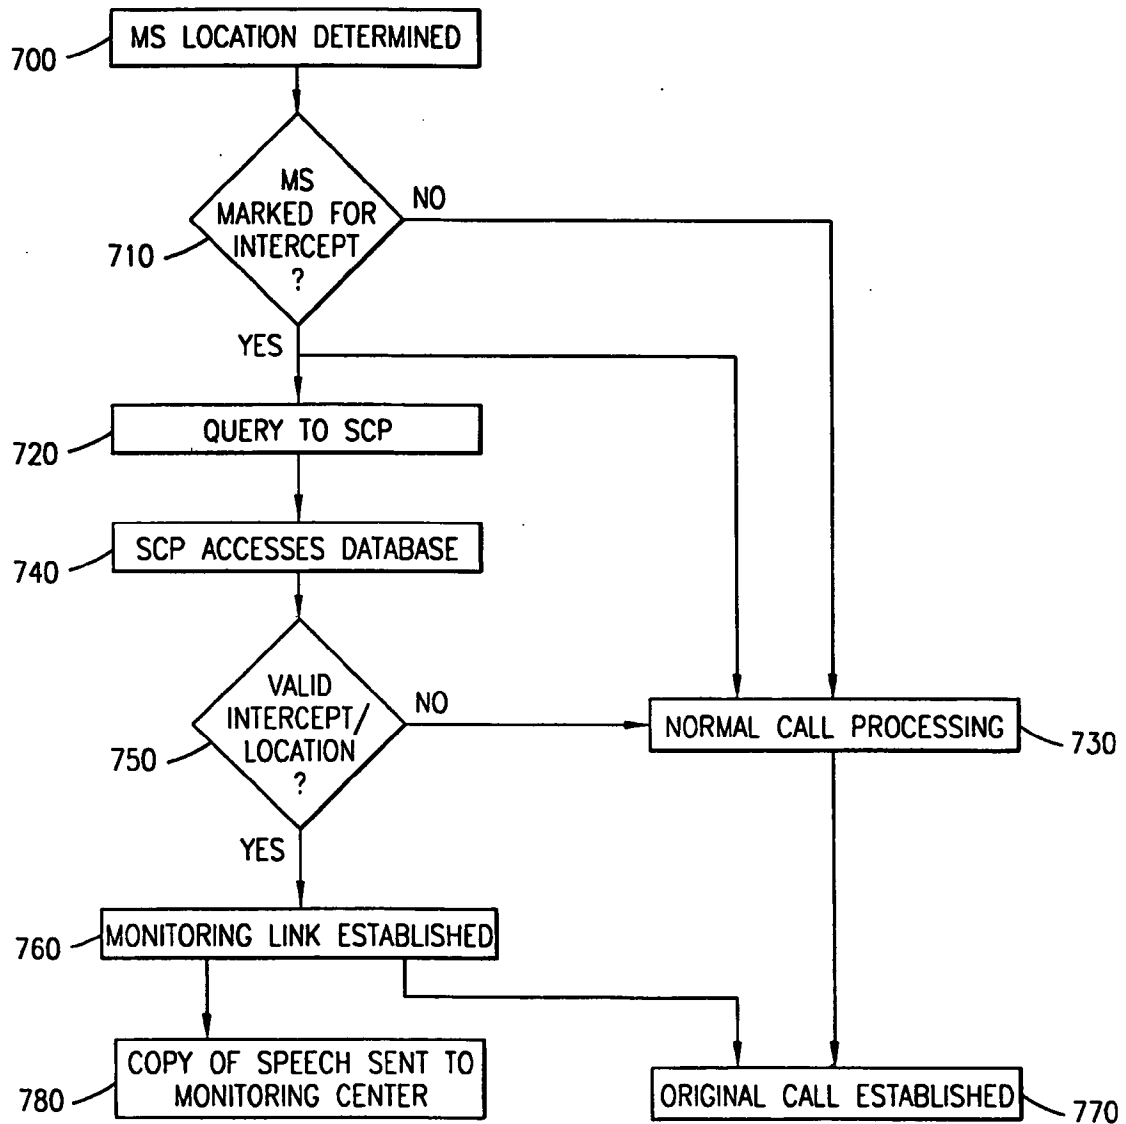 700
MS LOCATION DETERMINED
MS
MARKED FOR
INTERCEPT
?
710
NO
YES
720
QUERY TO SCP
740
SCP ACCESSES DATABASE
VALID
INTERCEPT/
LOCATION
?
750
NO
NORMAL CALL PROCESSING
730
YES
760
MONITORING LINK ESTABLISHED
780
COPY OF SPEECH SENT TO
MONITORING CENTER
ORIGINAL CALL ESTABLISHED
770